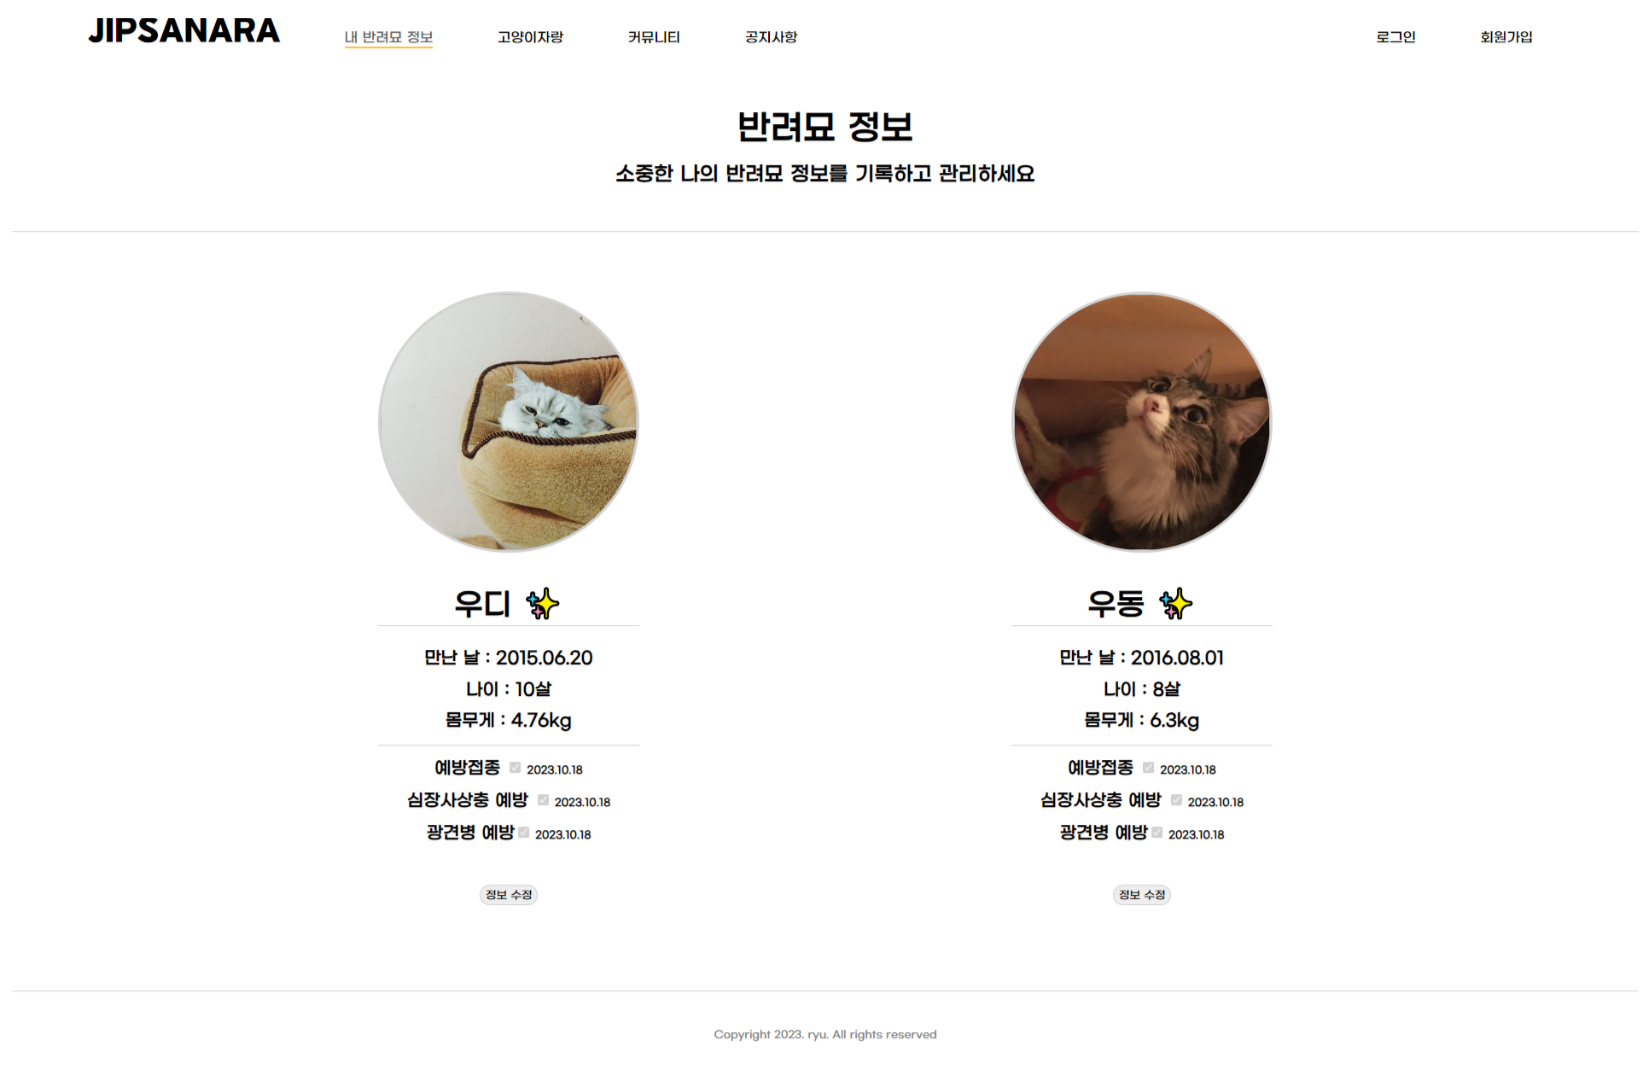 JIPSANARA 내 반려묘 정보 고양이자랑 커뮤니티 공지사항 로그인 회원가입
반려묘 정보
소중한 나의 반려묘 정보를 기록하고 관리하세요
우디 ✨
만난 날 : 2015.06.20
나이 : 10살
몸무게 : 4.76kg
예방접종 2023.10.18
심장사상충 예방 2023.10.18
광견병 예방 2023.10.18
정보 수정
우동 ✨
만난 날 : 2016.08.01
나이 : 8살
몸무게 : 6.3kg
예방접종 2023.10.18
심장사상충 예방 2023.10.18
광견병 예방 2023.10.18
정보 수정
Copyright 2023. ryu. All rights reserved